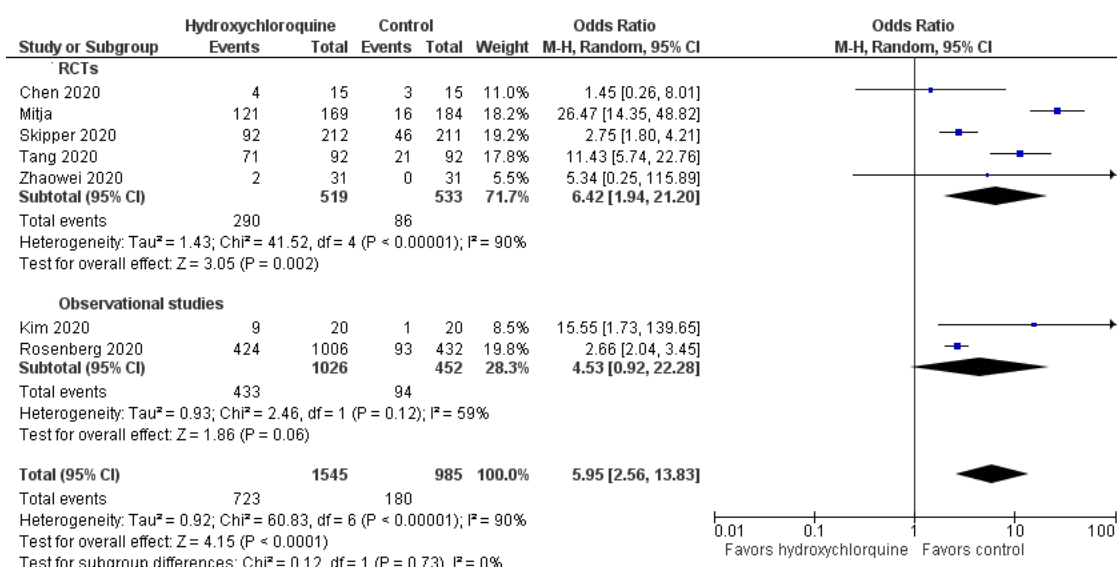 Hydroxychloroquine Control Odds Ratio Odds Ratio
Study or Subgroup Events Total Events Total Weight M-H, Random, 95% CI M-H, Random, 95% CI
RCTs
Chen 2020 4 15 3 15 11.0% 1.45 [0.26, 8.01]
Mitja 121 169 16 184 18.2% 26.47 [14.35, 48.82]
Skipper 2020 92 212 46 211 19.2% 2.75 [1.80, 4.21]
Tang 2020 71 92 21 92 17.8% 11.43 [5.74, 22.76]
Zhaowei 2020 2 31 0 31 5.5% 5.34 [0.25, 115.89]
Subtotal (95% CI) 519 533 71.7% 6.42 [1.94, 21.20]
Total events 290 86
Heterogeneity: Tau² = 1.43; Chi² = 41.52, df = 4 (P < 0.00001); I² = 90%
Test for overall effect: Z = 3.05 (P = 0.002)
Observational studies
Kim 2020 9 20 1 20 8.5% 15.55 [1.73, 139.65]
Rosenberg 2020 424 1006 93 432 19.8% 2.66 [2.04, 3.45]
Subtotal (95% CI) 1026 452 28.3% 4.53 [0.92, 22.28]
Total events 433 94
Heterogeneity: Tau² = 0.93; Chi² = 2.46, df = 1 (P = 0.12); I² = 59%
Test for overall effect: Z = 1.86 (P = 0.06)
Total (95% CI) 1545 985 100.0% 5.95 [2.56, 13.83]
Total events 723 180
Heterogeneity: Tau² = 0.92; Chi² = 60.83, df = 6 (P < 0.00001); I² = 90%
Test for overall effect: Z = 4.15 (P < 0.0001)
Test for subgroup differences: Chi² = 0.12, df = 1 (P = 0.73), I² = 0%
0.01 0.1 1 10 100
Favors hydroxychlorquine Favors control